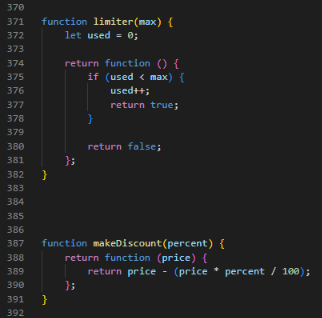 370
371 function limiter(max) {
372     let used = 0;
373
374     return function () {
375         if (used < max) {
376             used++;
377             return true;
378         }
379
380         return false;
381     };
382 }
383
384
385
386
387 function makeDiscount(percent) {
388     return function (price) {
389         return price - (price * percent / 100);
390     };
391 }
392